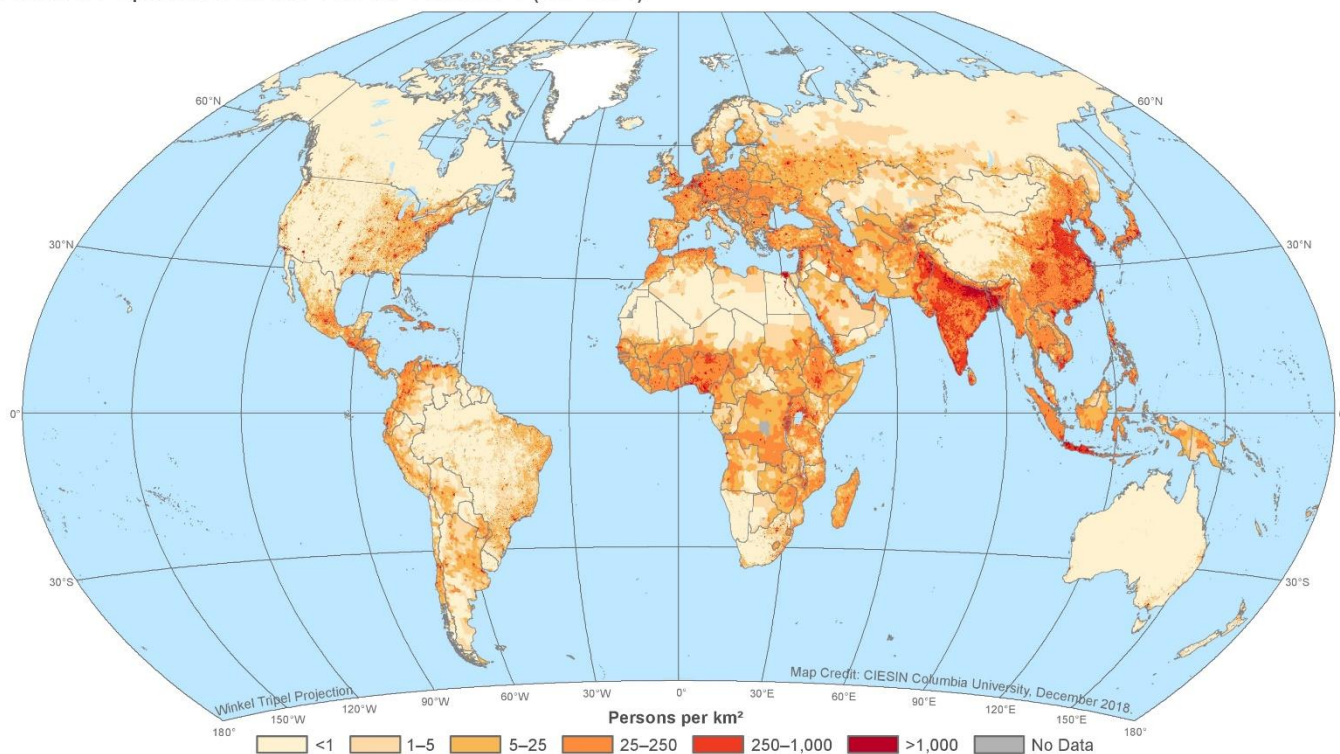 60°N
60°N
30°N
30°N
0°
30°S
30°S
Winkel Tripel Projection
Map Credit: CIESIN Columbia University, December 2018.
180° 150°W 120°W 90°W 60°W 30°W 0° 30°E 60°E 90°E 120°E 150°E 180°
Persons per km²
<1 1–5 5–25 25–250 250–1,000 >1,000 No Data